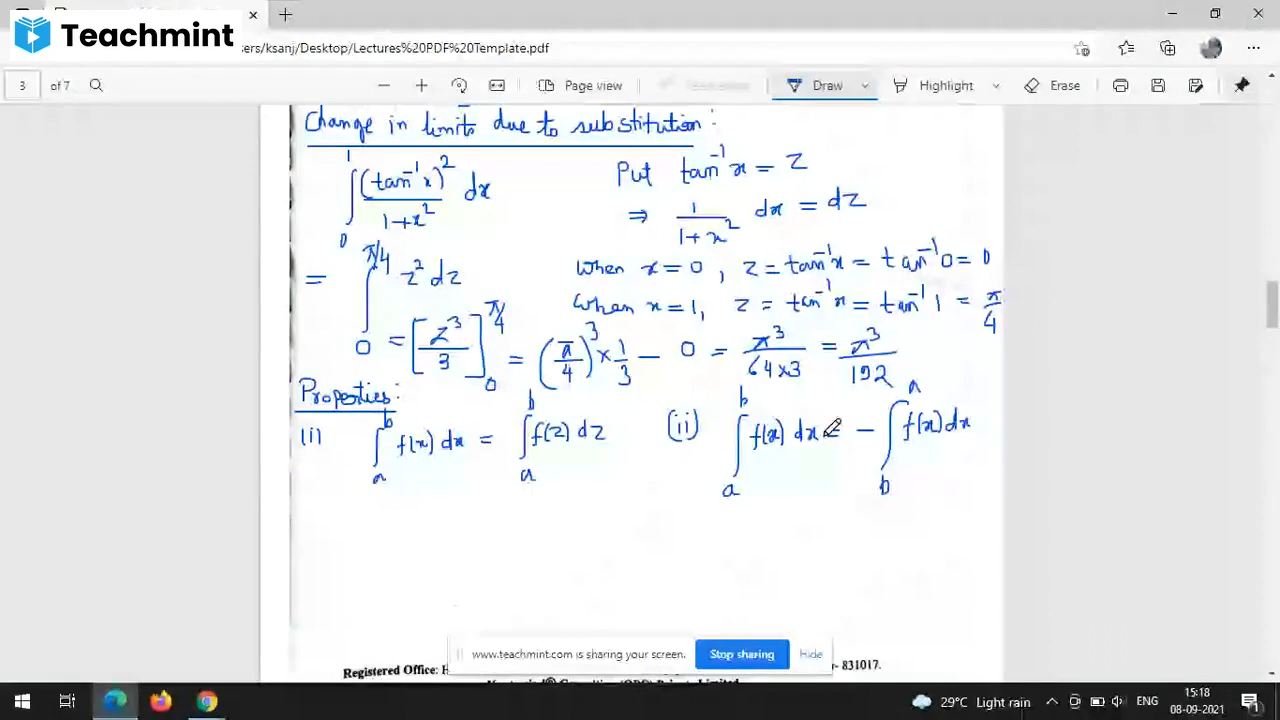 Teachmint
ers/ksanj/Desktop/Lectures%20PDF%20Template.pdf
3 of 7 Page view Draw Highlight Erase
Change in limits due to substitution:
∫₀¹ (tan⁻¹x)²/(1+x²) dx Put tan⁻¹x = z
⇒ 1/(1+x²) dx = dz
= ∫₀^(π/4) z² dz When x=0, z = tan⁻¹x = tan⁻¹0 = 0
When x=1, z = tan⁻¹x = tan⁻¹1 = π/4
= [z³/3]₀^(π/4) = (π/4)³ × 1/3 − 0 = π³/(64×3) = π³/192
Properties:
(i) ∫ₐᵇ f(x) dx = ∫ₐᵇ f(z) dz (ii) ∫ₐᵇ f(x) dx = − ∫_b^a f(x) dx
www.teachmint.com is sharing your screen. Stop sharing Hide
Registered Office: H - 831017.
29°C Light rain ENG 15:18
08-09-2021